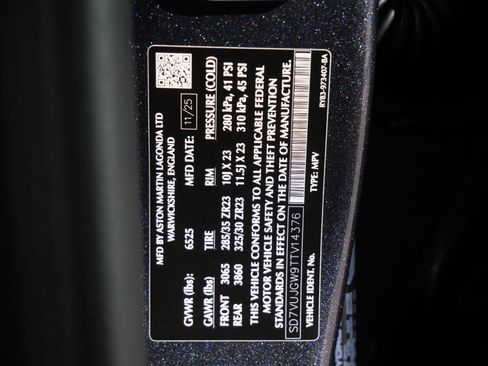 MFD BY ASTON MARTIN LAGONDA LTD
WARWICKSHIRE, ENGLAND
GVWR (lbs): 6525 MFD DATE: 11/25
GAWR (lbs): TIRE RIM PRESSURE (COLD)
FRONT 3065 285/35 ZR23 10J X 23 280 kPa, 41 PSI
REAR 3860 325/30 ZR23 11.5J X 23 310 kPa, 45 PSI
THIS VEHICLE CONFORMS TO ALL APPLICABLE FEDERAL
MOTOR VEHICLE SAFETY AND THEFT PREVENTION
STANDARDS IN EFFECT ON THE DATE OF MANUFACTURE.
SD7VUJGW9TTV14376
VEHICLE IDENT. No. TYPE: MPV
RY83-973407-BA